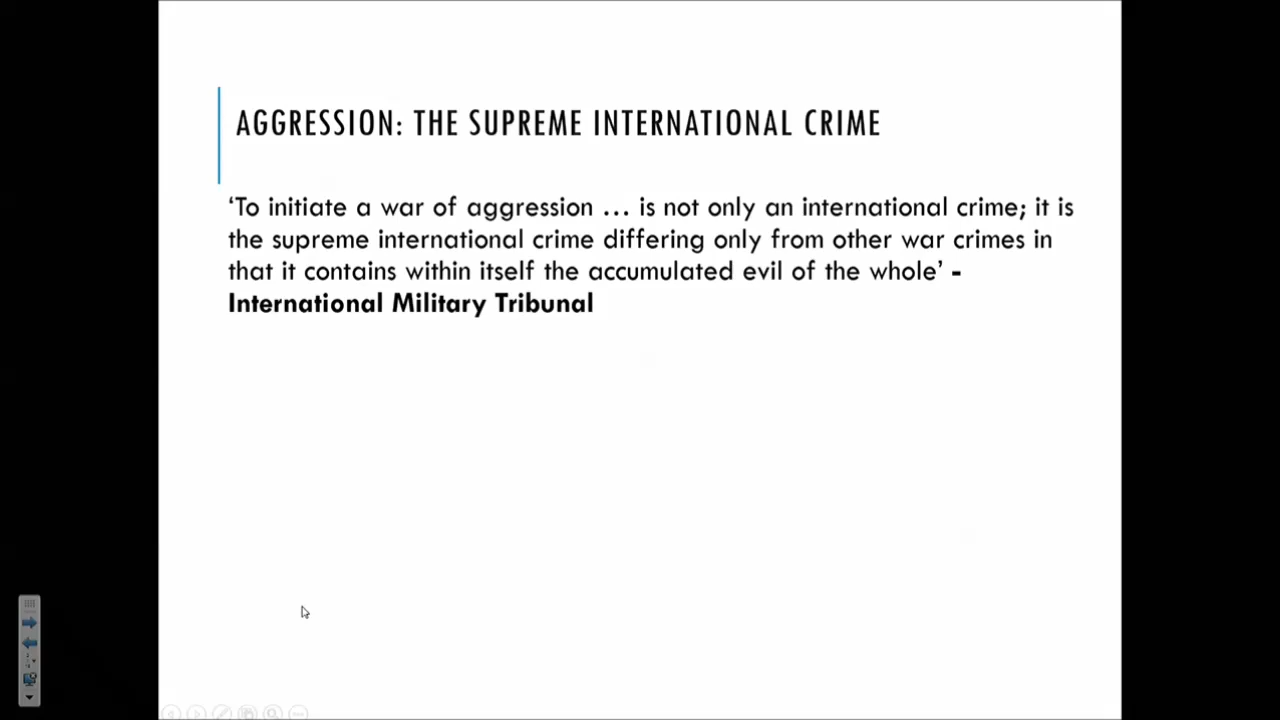 AGGRESSION: THE SUPREME INTERNATIONAL CRIME
‘To initiate a war of aggression … is not only an international crime; it is
the supreme international crime differing only from other war crimes in
that it contains within itself the accumulated evil of the whole’ -
International Military Tribunal